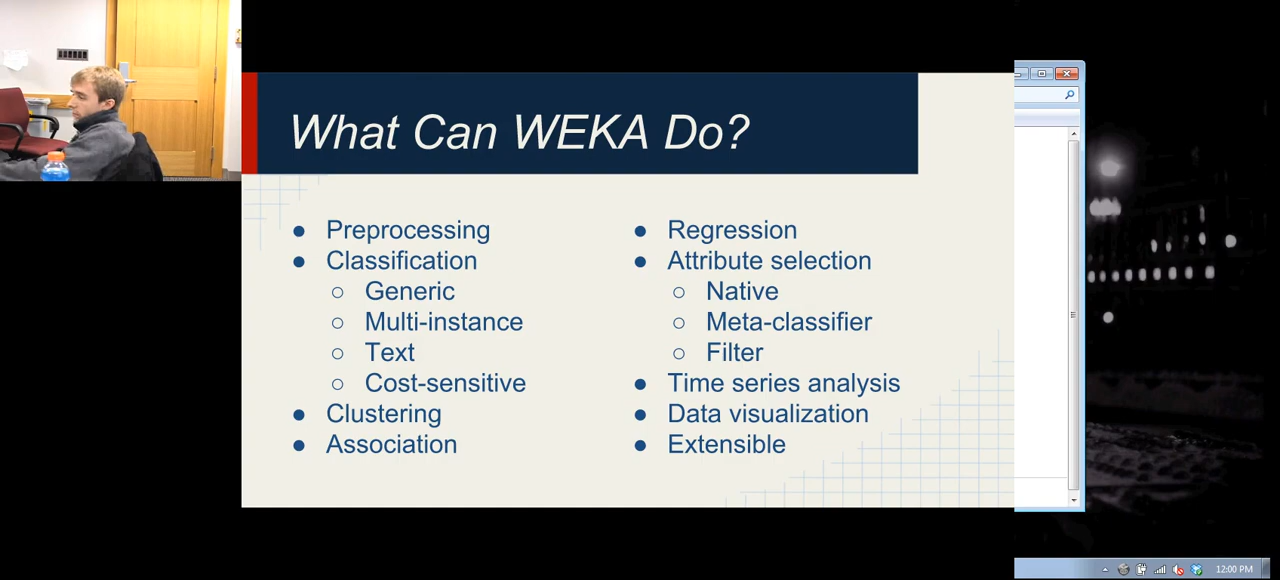 What Can WEKA Do?
Preprocessing
Classification
Generic
Multi-instance
Text
Cost-sensitive
Clustering
Association
Regression
Attribute selection
Native
Meta-classifier
Filter
Time series analysis
Data visualization
Extensible
12:00 PM